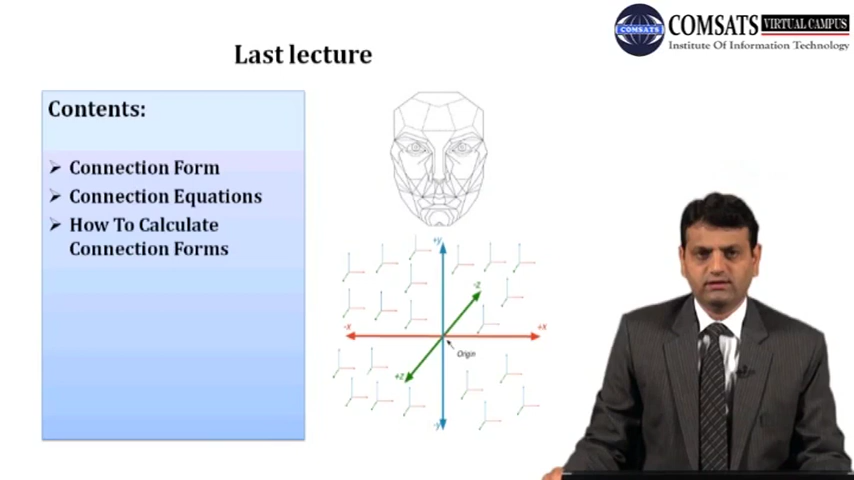 COMSATS VIRTUAL CAMPUS
COMSATS
Institute Of Information Technology
Last lecture
Contents:
Connection Form
Connection Equations
How To Calculate
Connection Forms
+y
-z
-x
+x
Origin
+z
-y